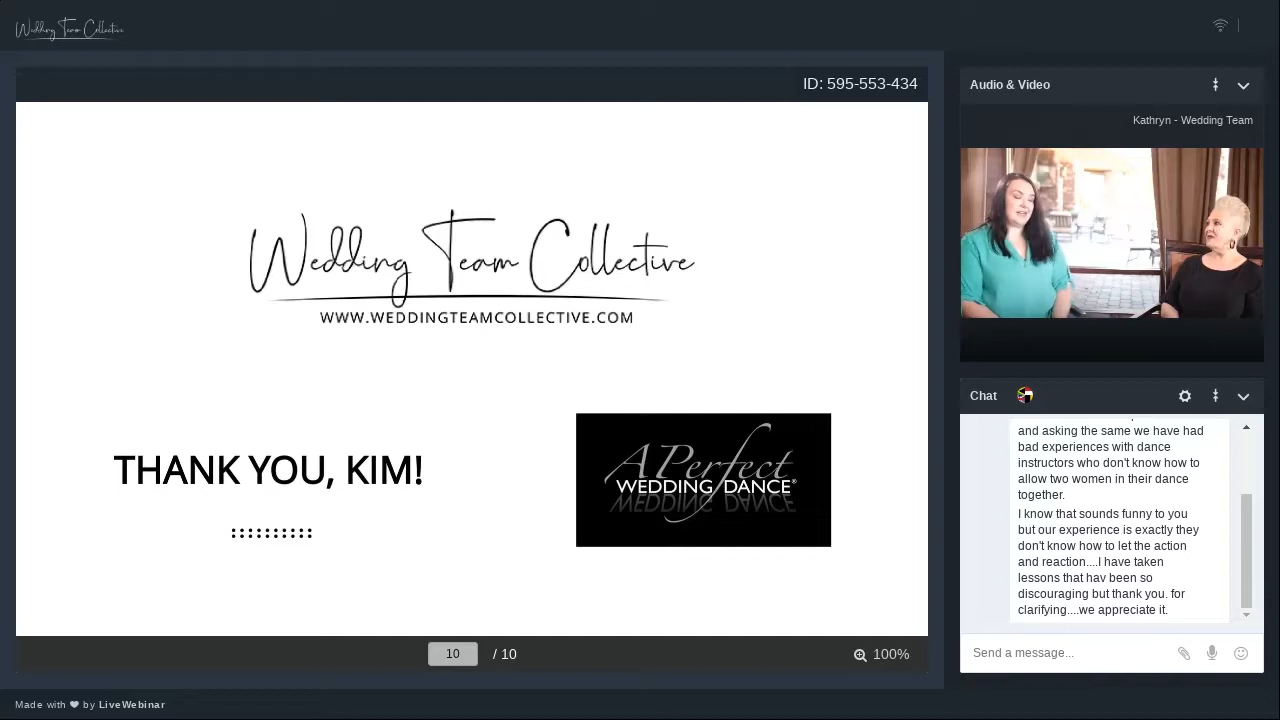 Wedding Team Collective
ID: 595-553-434
Wedding Team Collective
WWW.WEDDINGTEAMCOLLECTIVE.COM
THANK YOU, KIM!
A Perfect
WEDDING DANCE®
10 / 10
100%
Audio & Video
Kathryn - Wedding Team
Chat
and asking the same we have had
bad experiences with dance
instructors who don't know how to
allow two women in their dance
together.
I know that sounds funny to you
but our experience is exactly they
don't know how to let the action
and reaction....I have taken
lessons that hav been so
discouraging but thank you. for
clarifying....we appreciate it.
Send a message...
Made with by LiveWebinar